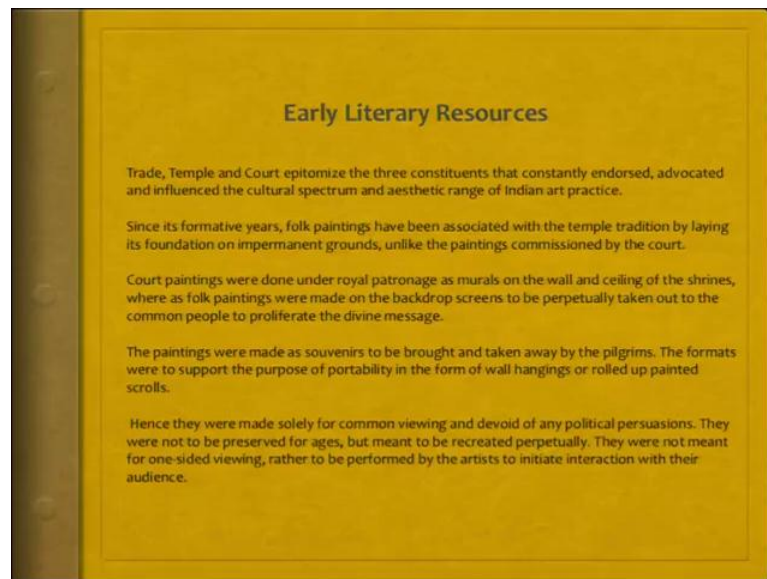 Early Literary Resources
Trade, Temple and Court epitomize the three constituents that constantly endorsed, advocated
and influenced the cultural spectrum and aesthetic range of Indian art practice.
Since its formative years, folk paintings have been associated with the temple tradition by laying
its foundation on impermanent grounds, unlike the paintings commissioned by the court.
Court paintings were done under royal patronage as murals on the wall and ceiling of the shrines,
where as folk paintings were made on the backdrop screens to be perpetually taken out to the
common people to proliferate the divine message.
The paintings were made as souvenirs to be brought and taken away by the pilgrims. The formats
were to support the purpose of portability in the form of wall hangings or rolled up painted
scrolls.
Hence they were made solely for common viewing and devoid of any political persuasions. They
were not to be preserved for ages, but meant to be recreated perpetually. They were not meant
for one-sided viewing, rather to be performed by the artists to initiate interaction with their
audience.